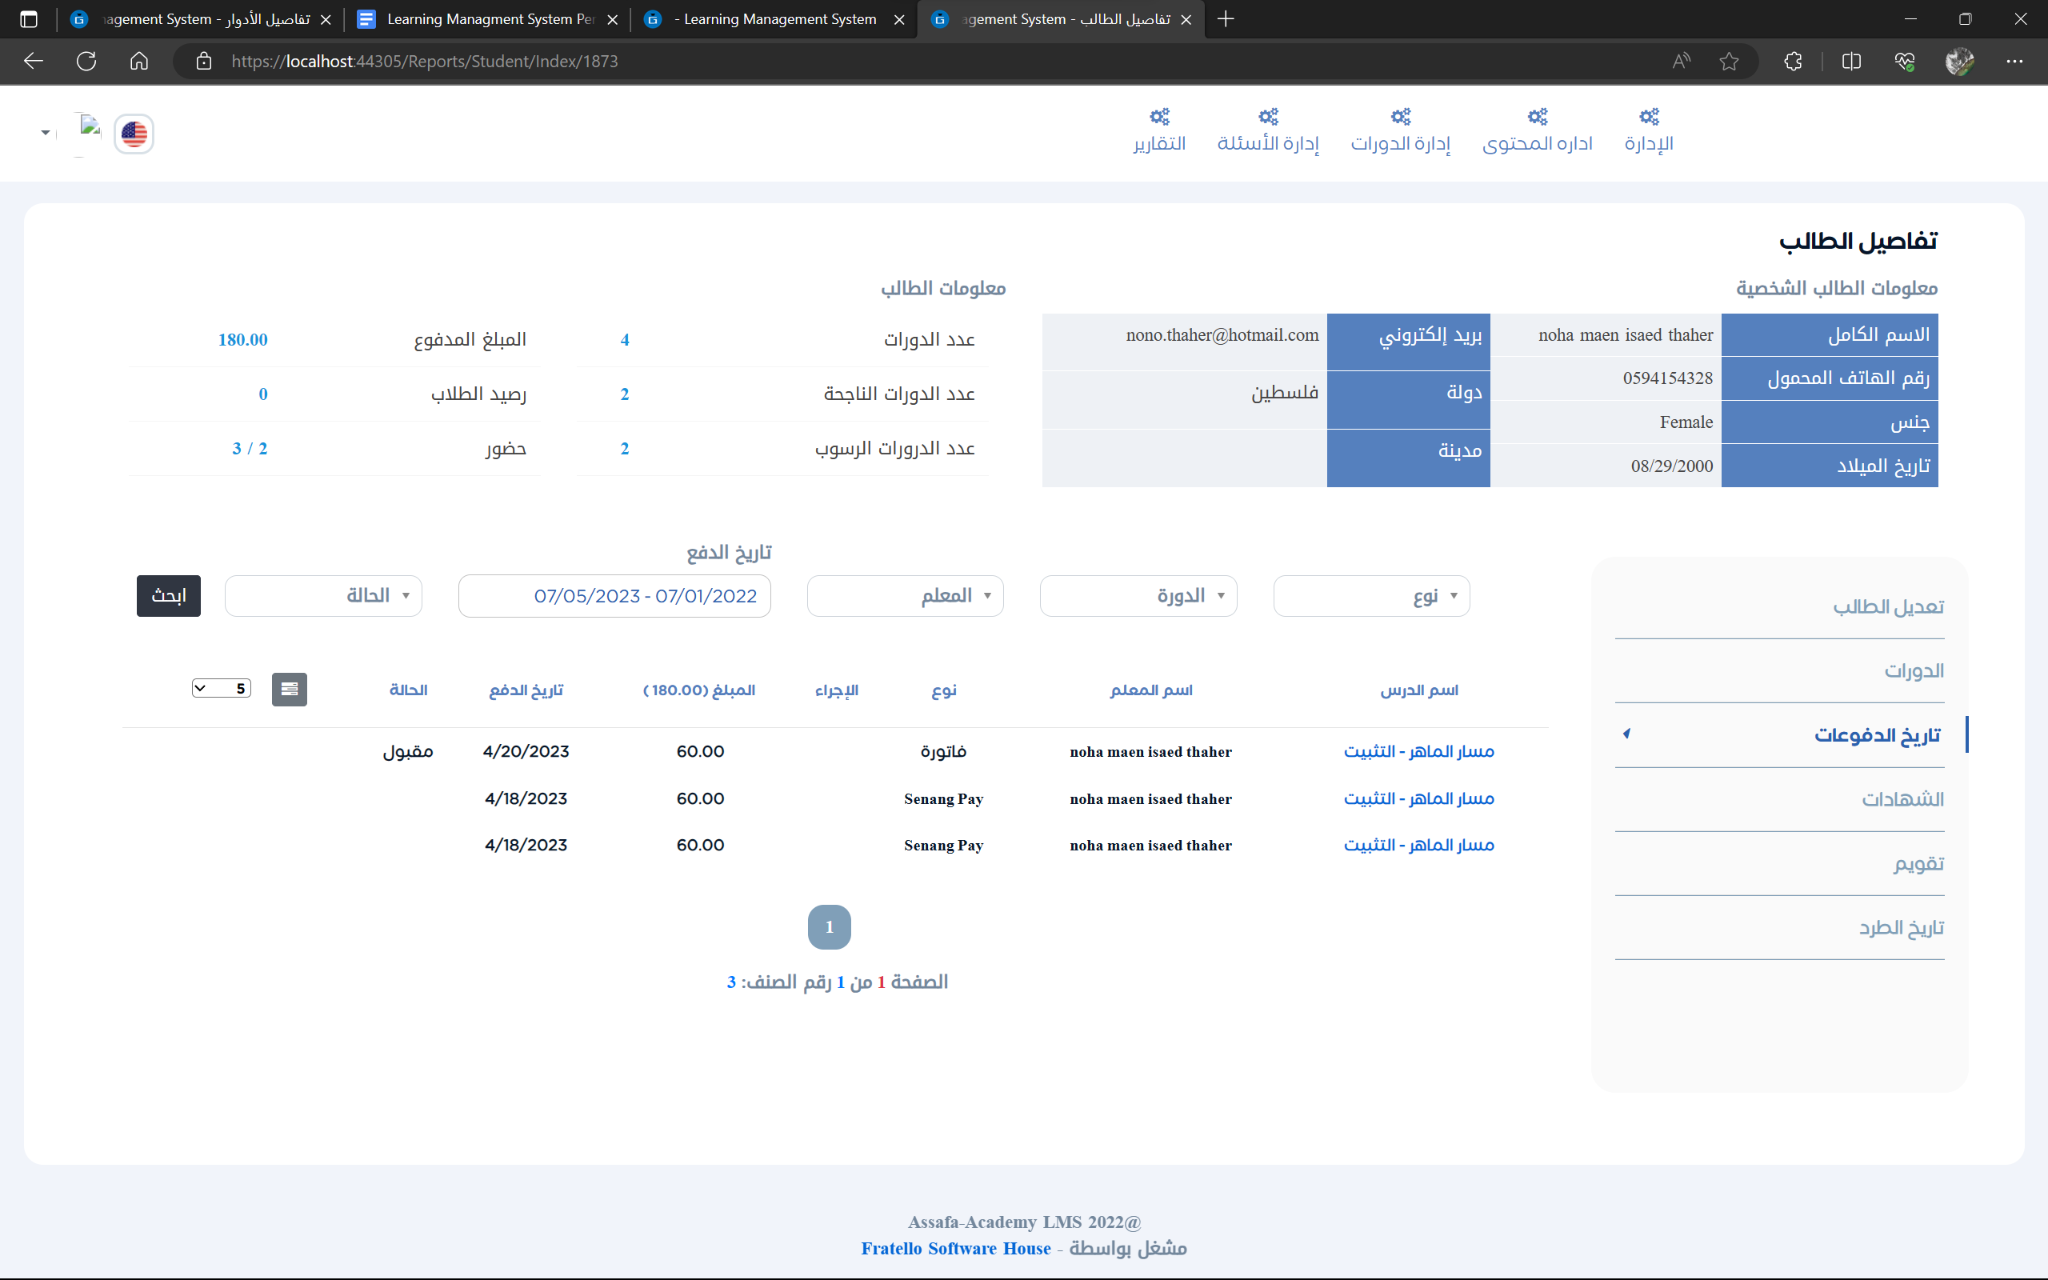 agement System - تفاصيل الأدوار
Learning Managment System Per
- Learning Management System
agement System - تفاصيل الطالب
https://localhost:44305/Reports/Student/Index/1873
الإدارة
اداره المحتوى
إدارة الدورات
إدارة الأسئلة
التقارير
تفاصيل الطالب
معلومات الطالب الشخصية
الاسم الكامل noha maen isaed thaher
رقم الهاتف المحمول 0594154328
جنس Female
تاريخ الميلاد 08/29/2000
بريد إلكتروني nono.thaher@hotmail.com
دولة فلسطين
مدينة
معلومات الطالب
عدد الدورات 4
عدد الدورات الناجحة 2
عدد الدرورات الرسوب 2
المبلغ المدفوع 180.00
رصيد الطلاب 0
حضور 2 / 3
تعديل الطالب
الدورات
تاريخ الدفوعات
الشهادات
تقويم
تاريخ الطرد
تاريخ الدفع
نوع
الدورة
المعلم
07/05/2023 - 07/01/2022
الحالة
ابحث
اسم الدرس اسم المعلم نوع الإجراء المبلغ (180.00 ) تاريخ الدفع الحالة 5
مسار الماهر - التثبيت noha maen isaed thaher فاتورة 60.00 4/20/2023 مقبول
مسار الماهر - التثبيت noha maen isaed thaher Senang Pay 60.00 4/18/2023
مسار الماهر - التثبيت noha maen isaed thaher Senang Pay 60.00 4/18/2023
1
الصفحة 1 من 1 رقم الصنف: 3
Assafa-Academy LMS 2022@
مشغل بواسطة - Fratello Software House